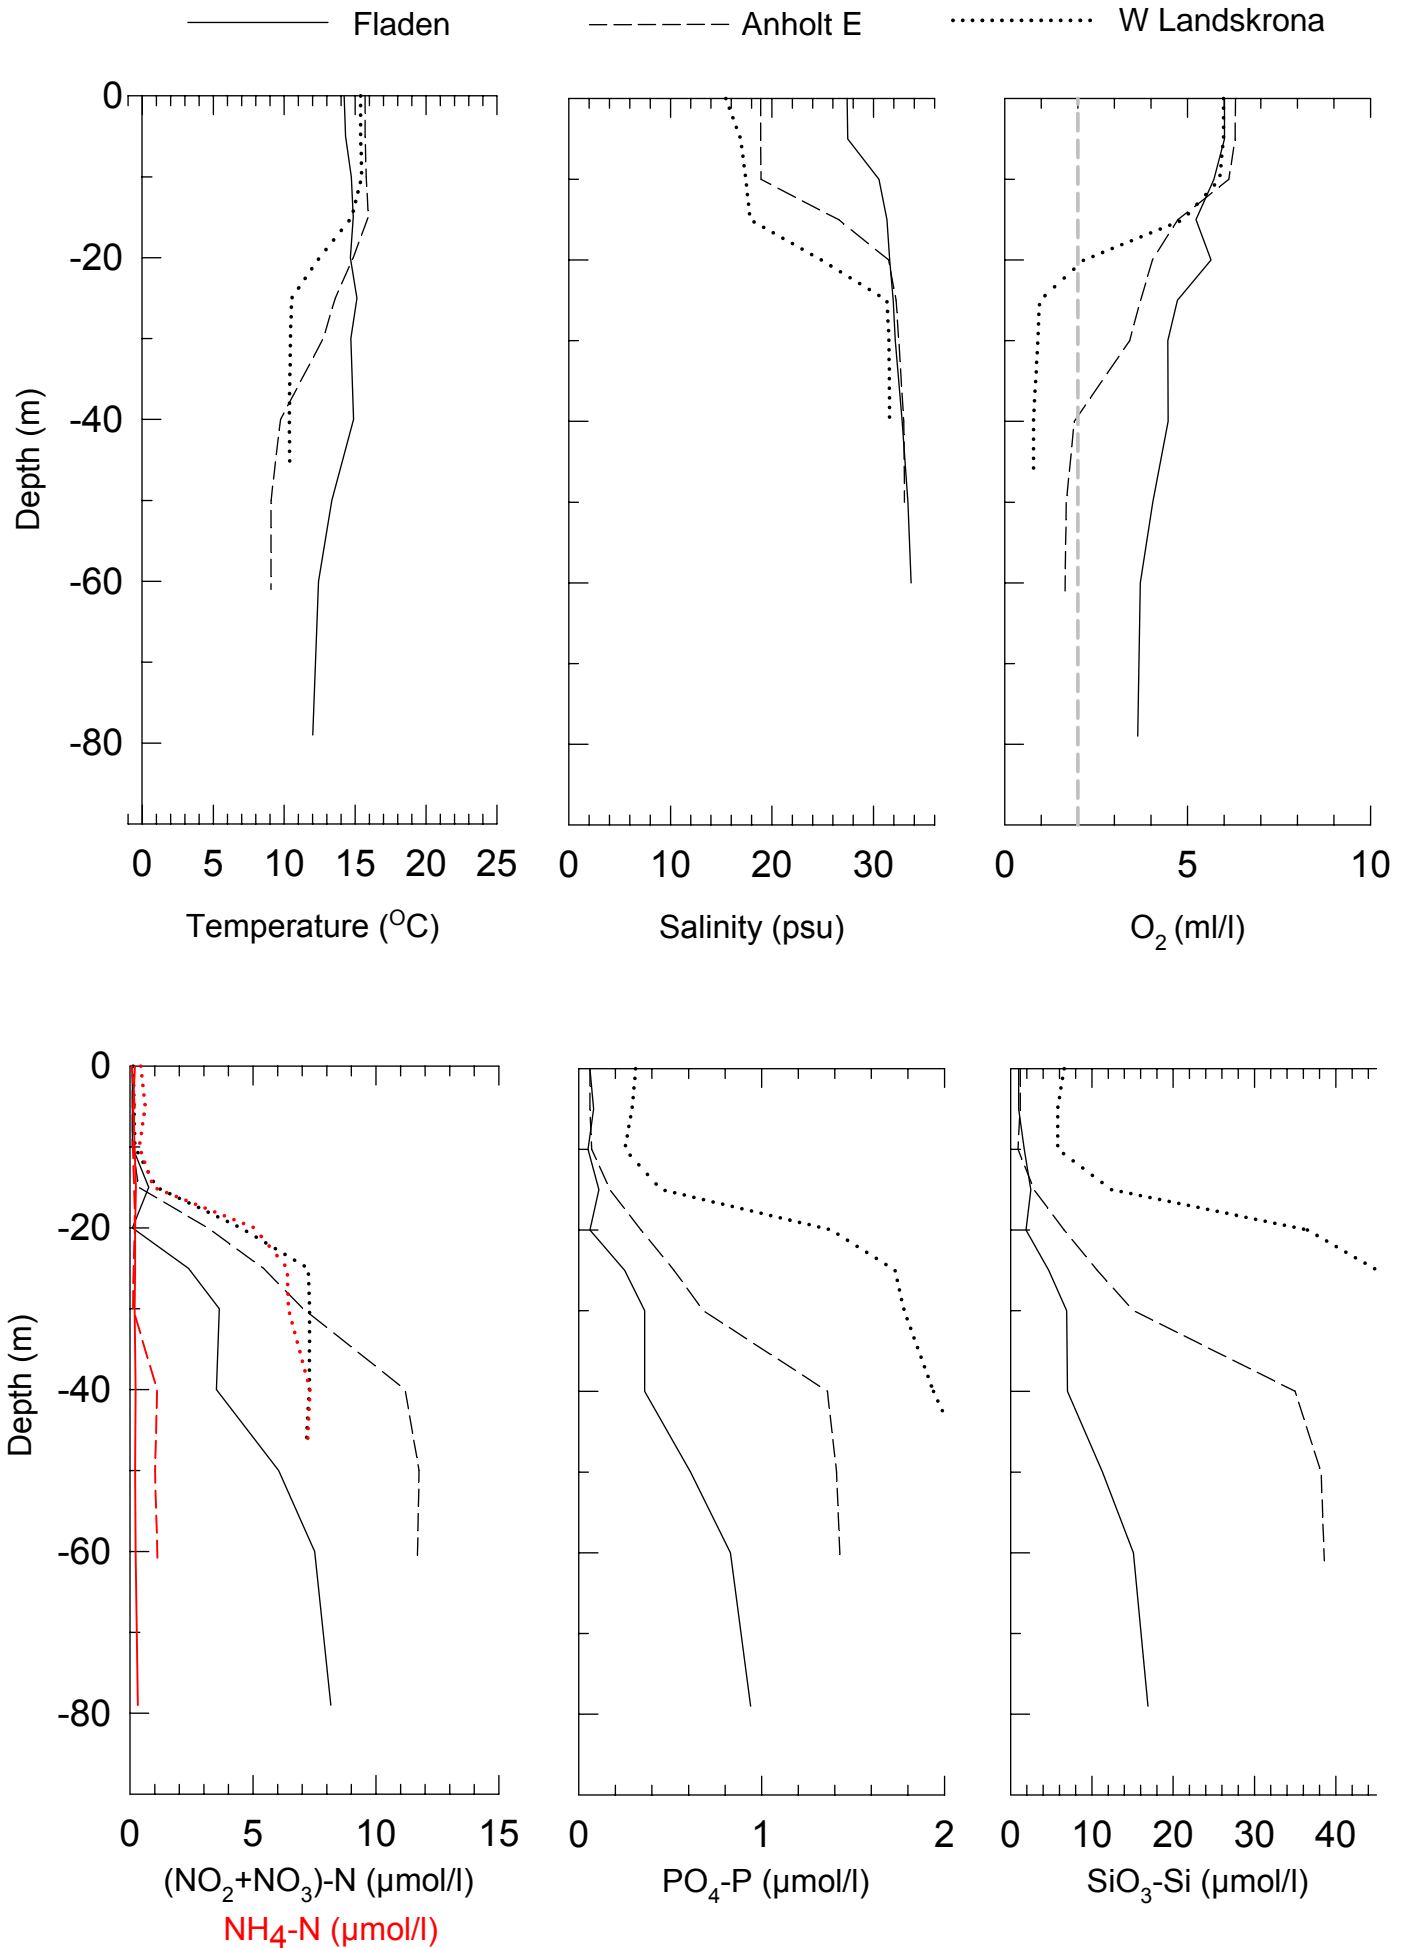 Fladen Anholt E W Landskrona
0
-20
-40
-60
-80
Depth (m)
0 5 10 15 20 25
Temperature (°C)
0 10 20 30
Salinity (psu)
0 5 10
O₂ (ml/l)
0
-20
-40
-60
-80
Depth (m)
0 5 10 15
(NO₂+NO₃)-N (µmol/l)
NH4-N (µmol/l)
0 1 2
PO₄-P (µmol/l)
0 10 20 30 40
SiO₃-Si (µmol/l)